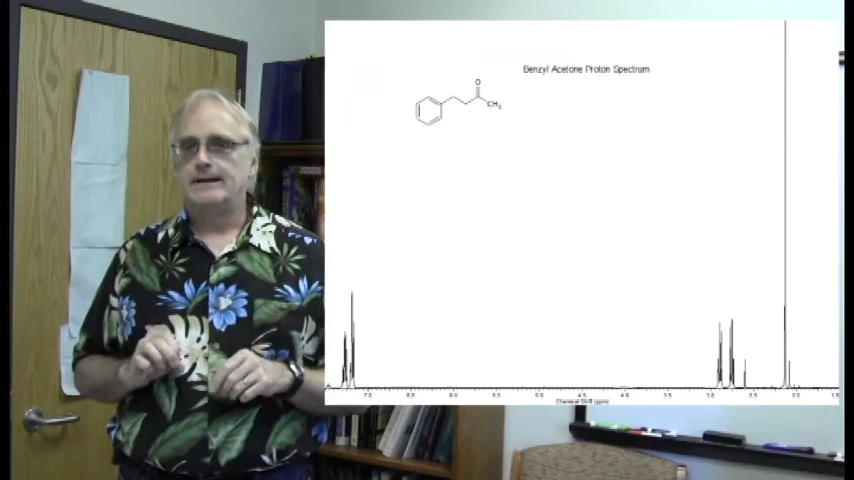 Benzyl Acetone Proton Spectrum
O
CH3
7.0 6.5 6.0 5.5 5.0 4.5 4.0 3.5 3.0 2.5 2.0 1.5
Chemical Shift (ppm)